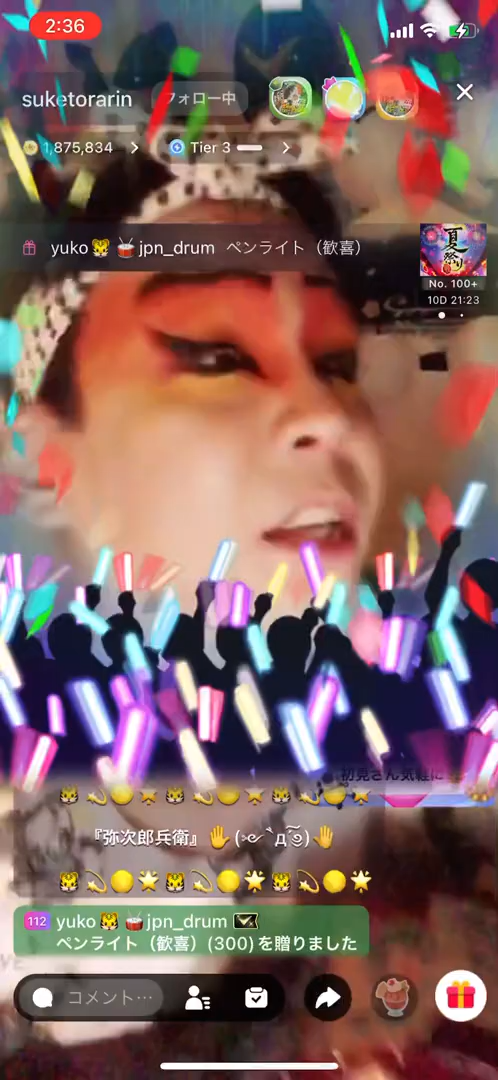 2:36
suketorarin フォロー中
1,875,834 Tier 3
yuko🐯🥁jpn_drum ペンライト（歓喜）
夏祭り
No. 100+
10D 21:23
初見さん気軽に
🐯💫🟡🌟🐯💫🟡🌟🐯💫🟡🌟
『弥次郎兵衛』🖐
🐯💫🟡🌟🐯💫🟡🌟🐯💫🟡🌟
112 yuko🐯🥁jpn_drum
ペンライト（歓喜）(300)を贈りました
コメント…